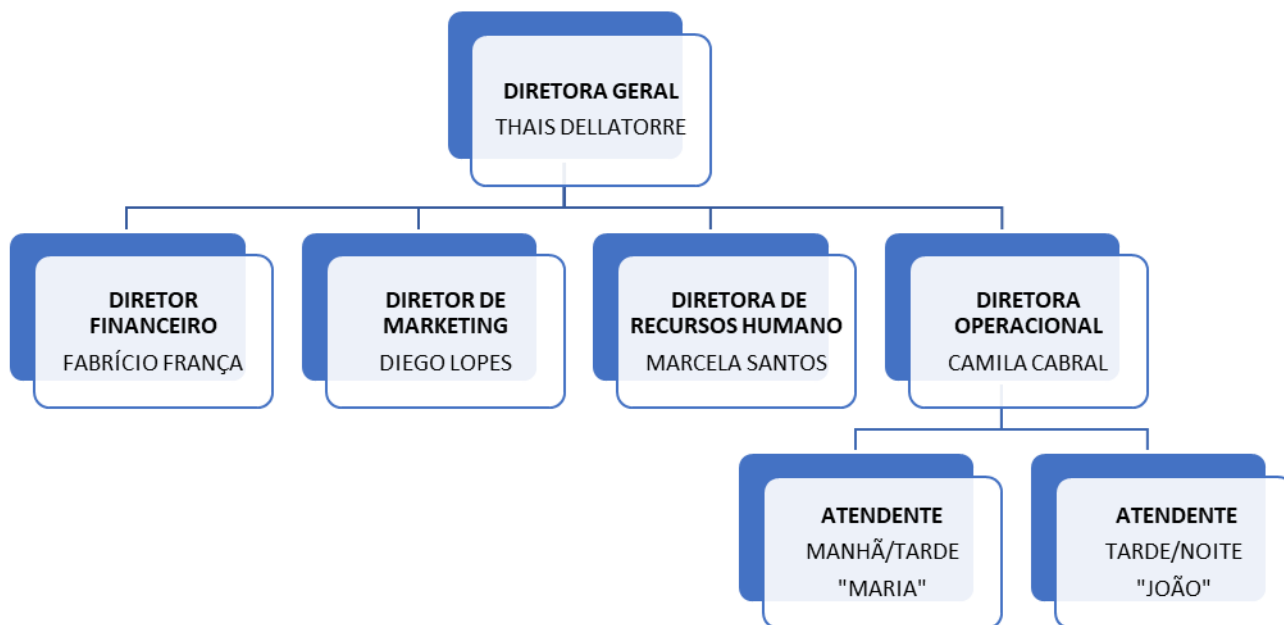 DIRETORA GERAL
THAIS DELLATORRE
DIRETOR
FINANCEIRO
FABRÍCIO FRANÇA
DIRETOR DE
MARKETING
DIEGO LOPES
DIRETORA DE
RECURSOS HUMANO
MARCELA SANTOS
DIRETORA
OPERACIONAL
CAMILA CABRAL
ATENDENTE
MANHÃ/TARDE
"MARIA"
ATENDENTE
TARDE/NOITE
"JOÃO"